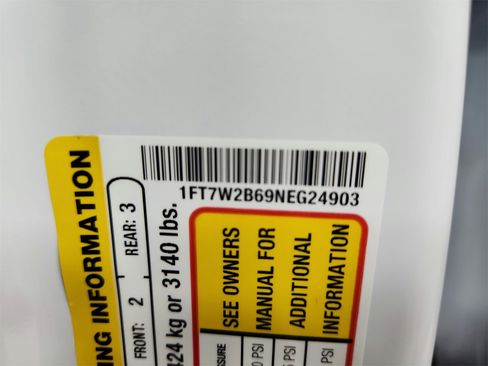 1FT7W2B69NEG24903
ING INFORMATION
FRONT: 2 REAR: 3
424 kg or 3140 lbs.
SEE OWNERS
MANUAL FOR
ADDITIONAL
INFORMATION
PSI
PSI
PSI